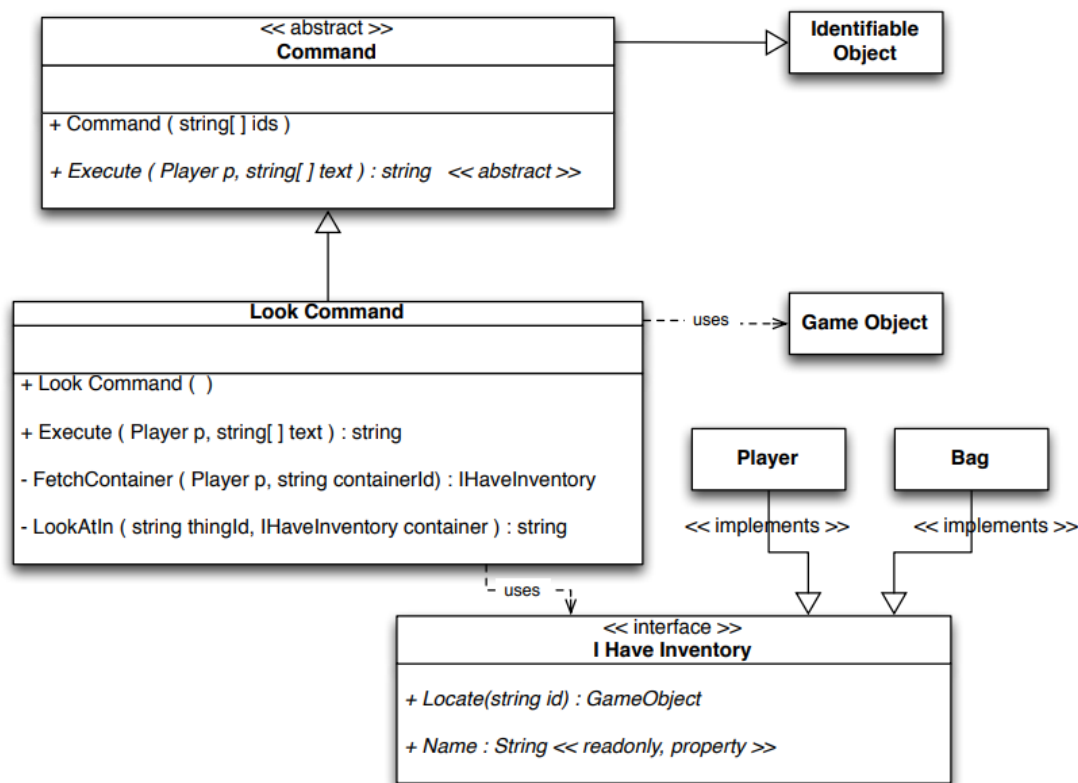 << abstract >>
Command
+ Command ( string[ ] ids )
+ Execute ( Player p, string[ ] text ) : string << abstract >>
Identifiable
Object
Look Command
+ Look Command ( )
+ Execute ( Player p, string[ ] text ) : string
- FetchContainer ( Player p, string containerId) : IHaveInventory
- LookAtIn ( string thingId, IHaveInventory container ) : string
uses
Game Object
Player
Bag
<< implements >>
<< implements >>
uses
<< interface >>
I Have Inventory
+ Locate(string id) : GameObject
+ Name : String << readonly, property >>